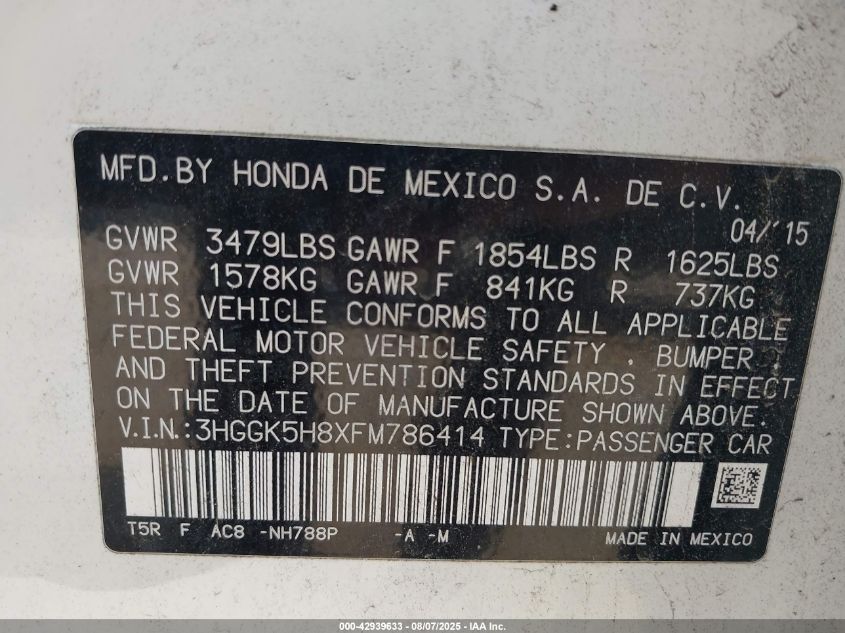 MFD.BY HONDA DE MEXICO S.A. DE C.V.
04/'15
GVWR 3479LBS GAWR F 1854LBS R 1625LBS
GVWR 1578KG GAWR F 841KG R 737KG
THIS VEHICLE CONFORMS TO ALL APPLICABLE
FEDERAL MOTOR VEHICLE SAFETY , BUMPER
AND THEFT PREVENTION STANDARDS IN EFFECT
ON THE DATE OF MANUFACTURE SHOWN ABOVE.
V.I.N.:3HGGK5H8XFM786414 TYPE:PASSENGER CAR
T5R F AC8 -NH788P -A -M MADE IN MEXICO
000-42939633 - 08/07/2025 - IAA Inc.